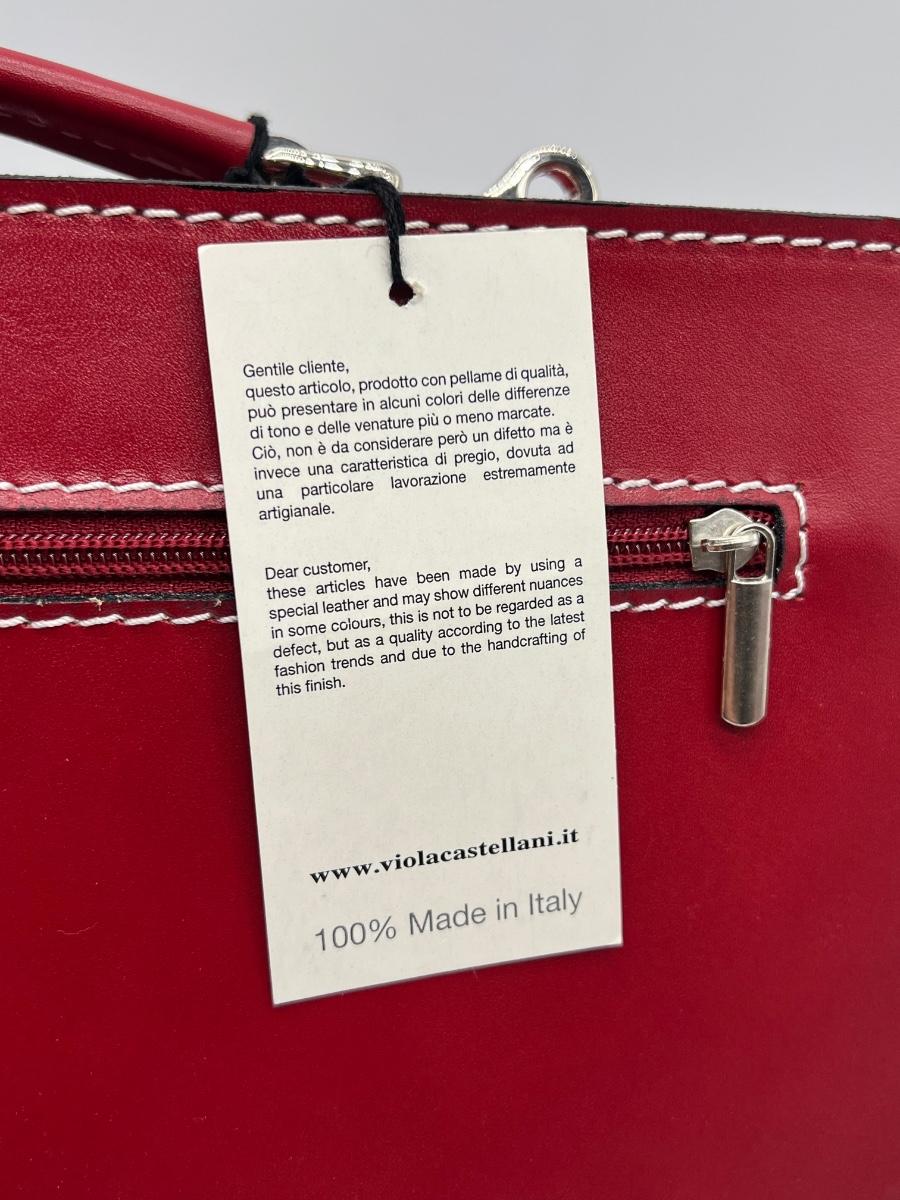 Gentile cliente,
questo articolo, prodotto con pellame di qualità,
può presentare in alcuni colori delle differenze
di tono e delle venature più o meno marcate.
Ciò, non è da considerare però un difetto ma è
invece una caratteristica di pregio, dovuta ad
una particolare lavorazione estremamente
artigianale.
Dear customer,
these articles have been made by using a
special leather and may show different nuances
in some colours, this is not to be regarded as a
defect, but as a quality according to the latest
fashion trends and due to the handcrafting of
this finish.
www.violacastellani.it
100% Made in Italy